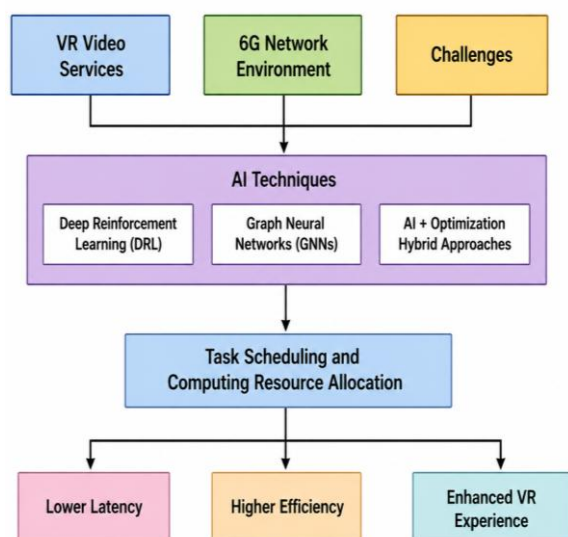 VR Video
Services
6G Network
Environment
Challenges
AI Techniques
Deep Reinforcement
Learning (DRL)
Graph Neural
Networks (GNNs)
AI + Optimization
Hybrid Approaches
Task Scheduling and
Computing Resource Allocation
Lower Latency
Higher Efficiency
Enhanced VR
Experience